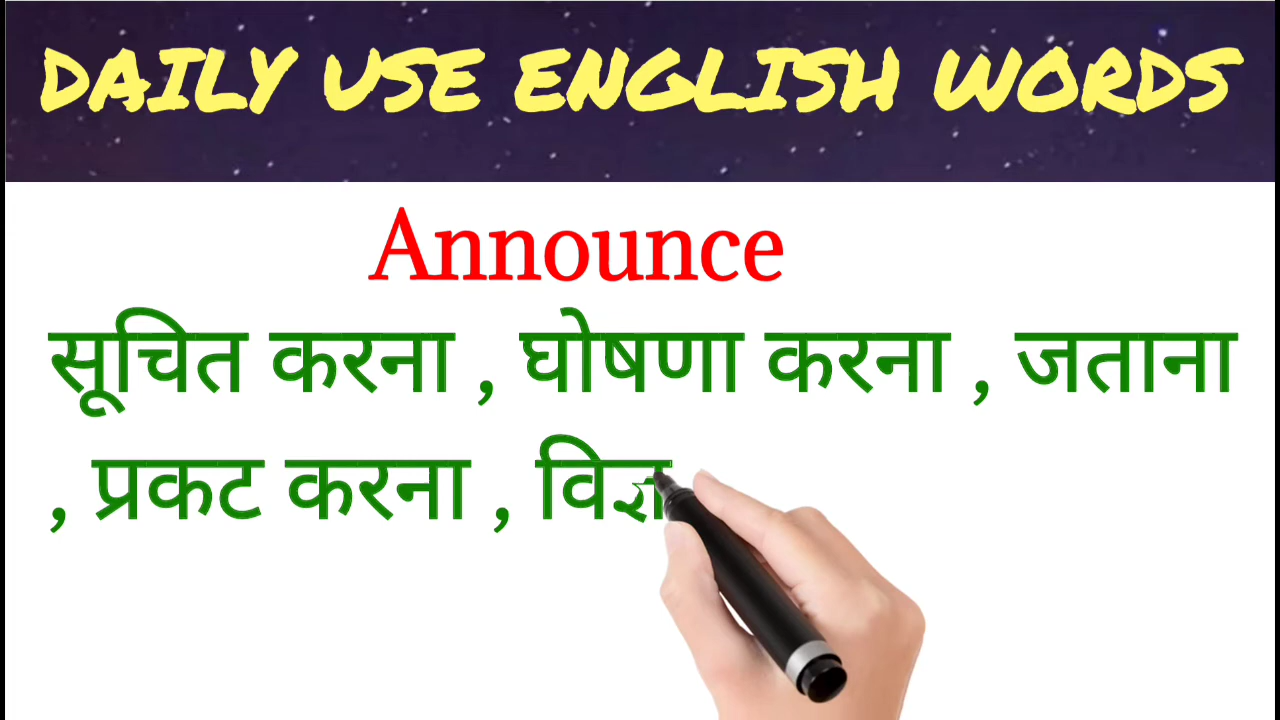 DAILY USE ENGLISH WORDS
Announce
सूचित करना , घोषणा करना , जताना
, प्रकट करना , विज्ञ